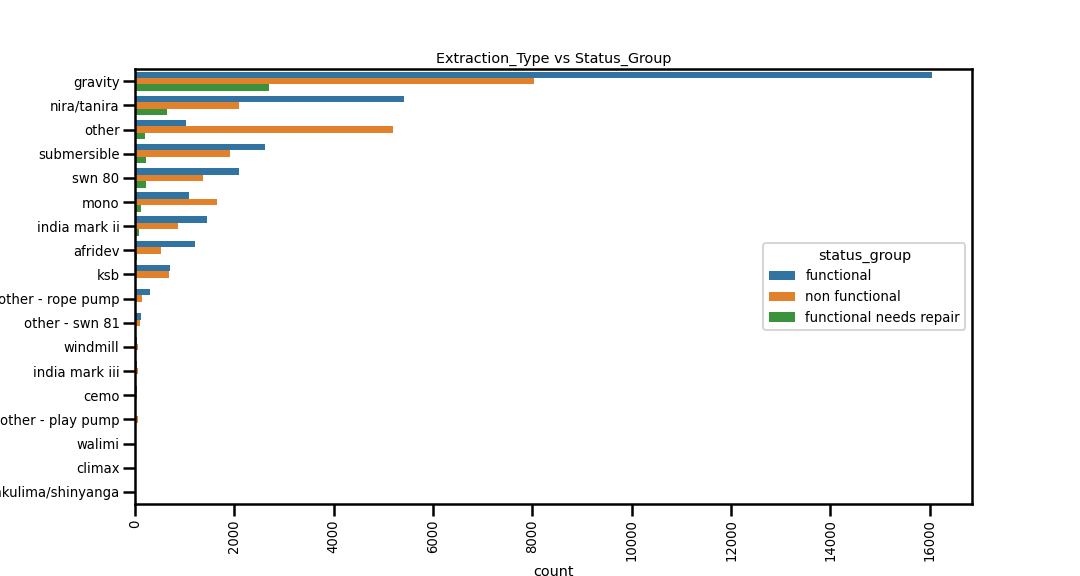 Extraction_Type vs Status_Group
gravity
nira/tanira
other
submersible
swn 80
mono
india mark ii
afridev
ksb
other - rope pump
other - swn 81
windmill
india mark iii
cemo
other - play pump
walimi
climax
kulima/shinyanga
status_group
functional
non functional
functional needs repair
0
2000
4000
6000
8000
10000
12000
14000
16000
count